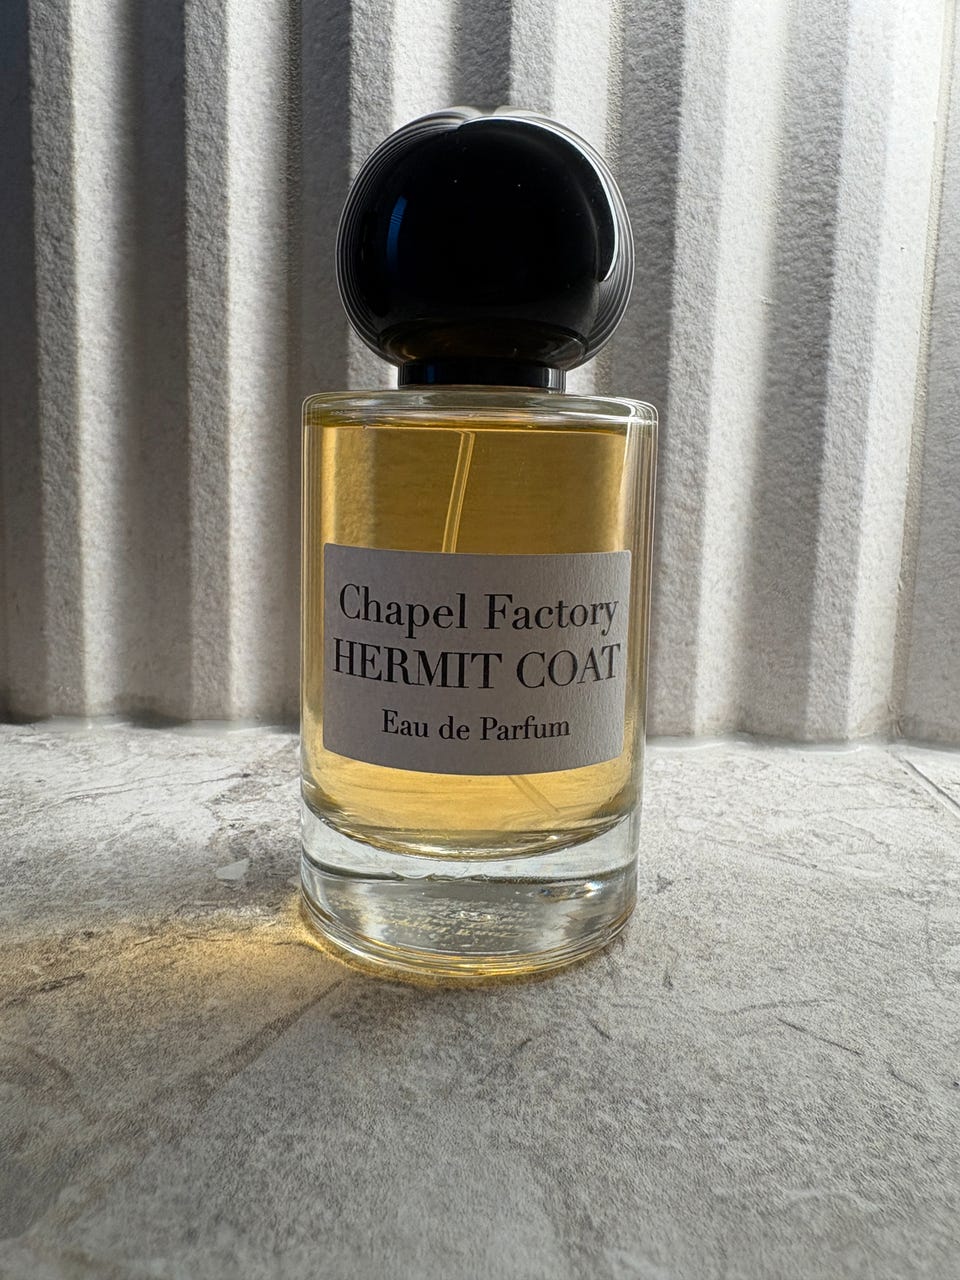 Chapel Factory
HERMIT COAT
Eau de Parfum